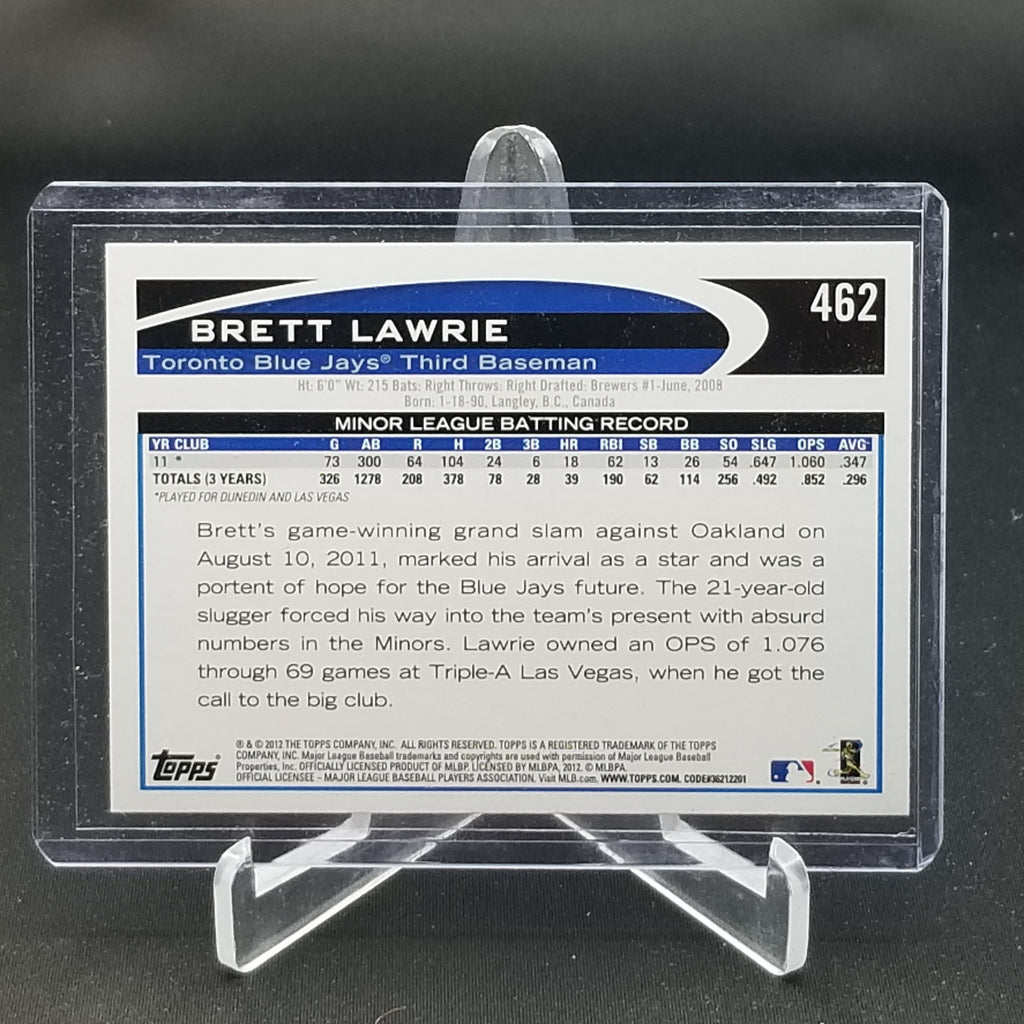 462
BRETT LAWRIE
Toronto Blue Jays® Third Baseman
Ht: 6'0" Wt: 215 Bats: Right Throws: Right Drafted: Brewers #1-June, 2008
Born: 1-18-90, Langley, B.C., Canada
MINOR LEAGUE BATTING RECORD
YR CLUB G AB R H 2B 3B HR RBI SB BB SO SLG OPS AVG
11 * 73 300 64 104 24 6 18 62 13 26 54 .647 1.060 .347
TOTALS (3 YEARS) 326 1278 208 378 78 28 39 190 62 114 256 .492 .852 .296
*PLAYED FOR DUNEDIN AND LAS VEGAS
Brett's game-winning grand slam against Oakland on
August 10, 2011, marked his arrival as a star and was a
portent of hope for the Blue Jays future. The 21-year-old
slugger forced his way into the team's present with absurd
numbers in the Minors. Lawrie owned an OPS of 1.076
through 69 games at Triple-A Las Vegas, when he got the
call to the big club.
topps®
® & © 2012 THE TOPPS COMPANY, INC. ALL RIGHTS RESERVED. TOPPS IS A REGISTERED TRADEMARK OF THE TOPPS
COMPANY, INC. Major League Baseball trademarks and copyrights are used with permission of Major League Baseball
Properties, Inc. OFFICIALLY LICENSED PRODUCT OF MLBP. LICENSED BY MLBPA, 2012. © MLBPA.
OFFICIAL LICENSEE – MAJOR LEAGUE BASEBALL PLAYERS ASSOCIATION. Visit MLB.com. WWW.TOPPS.COM. CODE#36212201